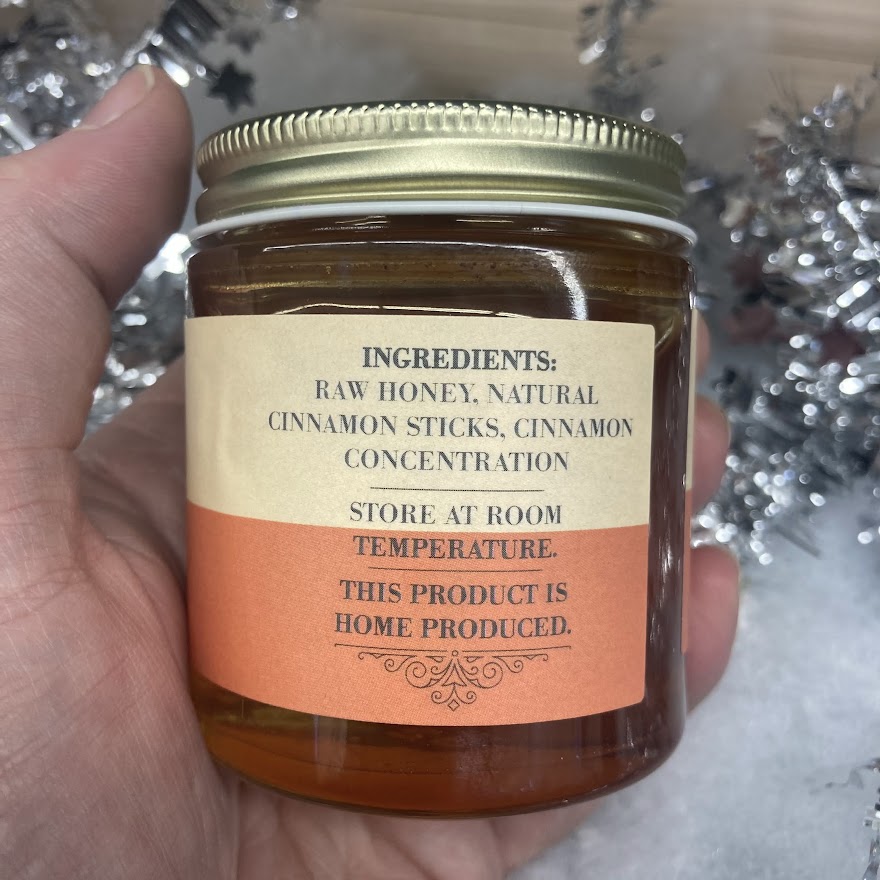 INGREDIENTS:
RAW HONEY, NATURAL
CINNAMON STICKS, CINNAMON
CONCENTRATION
STORE AT ROOM
TEMPERATURE.
THIS PRODUCT IS
HOME PRODUCED.